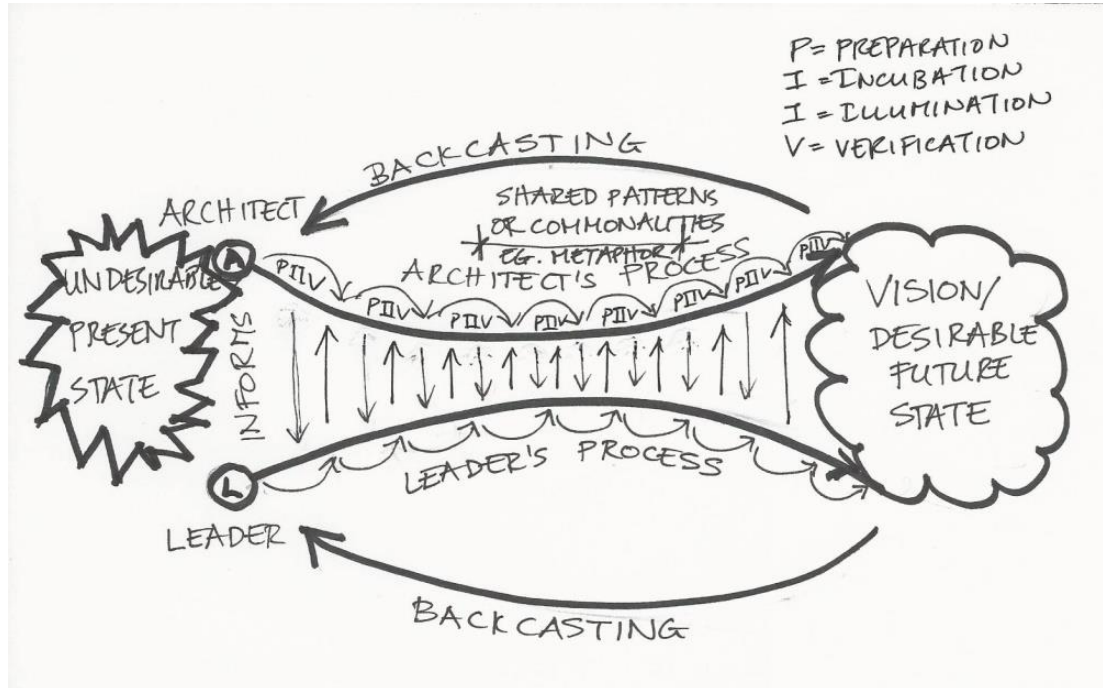 P = PREPARATION
I = INCUBATION
I = ILLUMINATION
V = VERIFICATION
BACKCASTING
ARCHITECT
SHARED PATTERNS
OR COMMONALITIES
EG. METAPHOR
ARCHITECT'S PROCESS
A
PIIV
PIIV
PIIV
PIIV
PIIV
PIIV
PIIV
PIIV
UNDESIRABLE
PRESENT
STATE
INFORMS
VISION/
DESIRABLE
FUTURE
STATE
L
LEADER'S PROCESS
LEADER
BACKCASTING